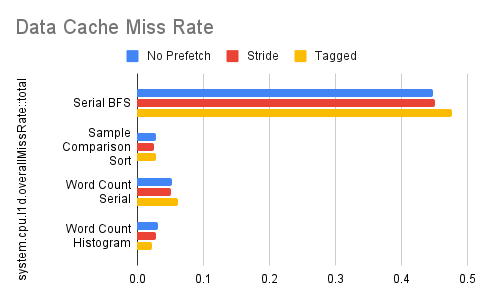 Data Cache Miss Rate
No Prefetch
Stride
Tagged
system.cpu.l1d.overallMissRate::total
Serial BFS
Sample
Comparison
Sort
Word Count
Serial
Word Count
Histogram
0.0
0.1
0.2
0.3
0.4
0.5